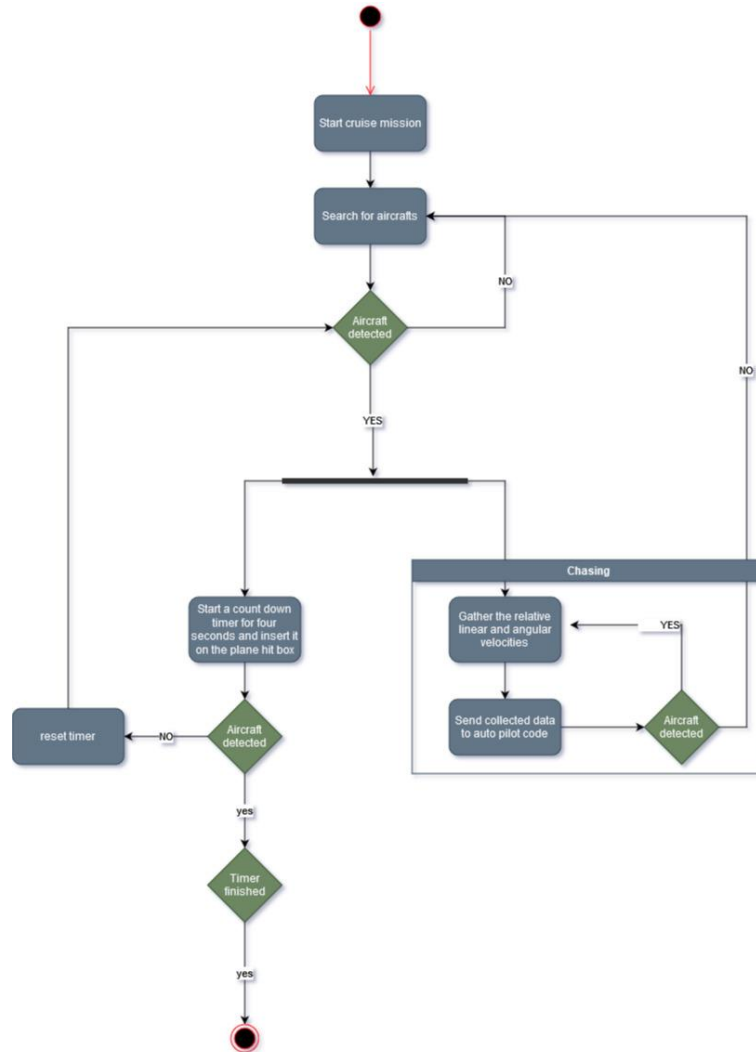 Start cruise mission
Search for aircrafts
NO
Aircraft
detected
NO
YES
Chasing
Start a count down
timer for four
seconds and insert it
on the plane hit box
Gather the relative
linear and angular
velocities
YES
reset timer
NO
Aircraft
detected
Send collected data
to auto pilot code
Aircraft
detected
yes
Timer
finished
yes